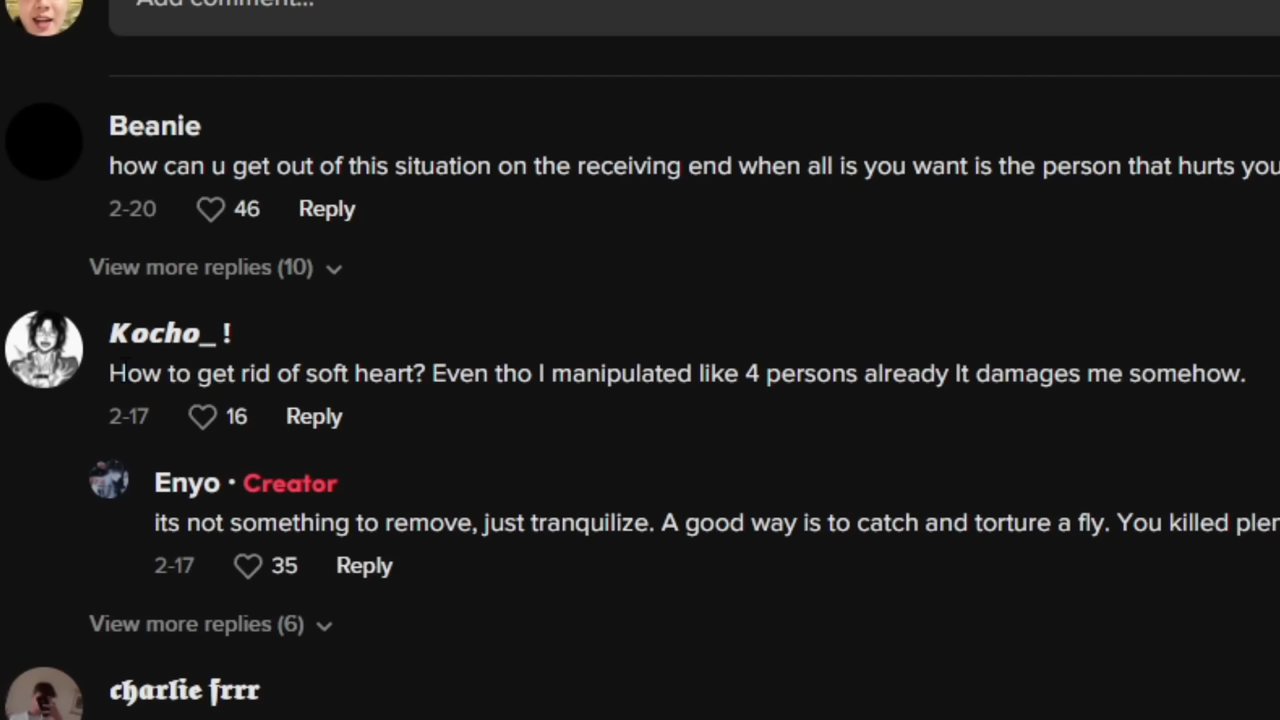 Add comment...
Beanie
how can u get out of this situation on the receiving end when all is you want is the person that hurts you
2-20 46 Reply
View more replies (10)
Kocho_ !
How to get rid of soft heart? Even tho I manipulated like 4 persons already It damages me somehow.
2-17 16 Reply
Enyo · Creator
its not something to remove, just tranquilize. A good way is to catch and torture a fly. You killed
2-17 35 Reply
View more replies (6)
charlie frrr